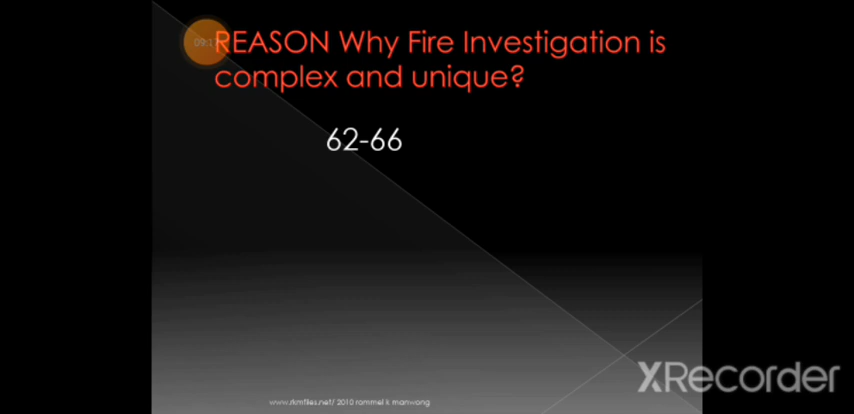 REASON Why Fire Investigation is
complex and unique?
62-66
www.rkmfiles.net/ 2010 rommel k manwong
XRecorder